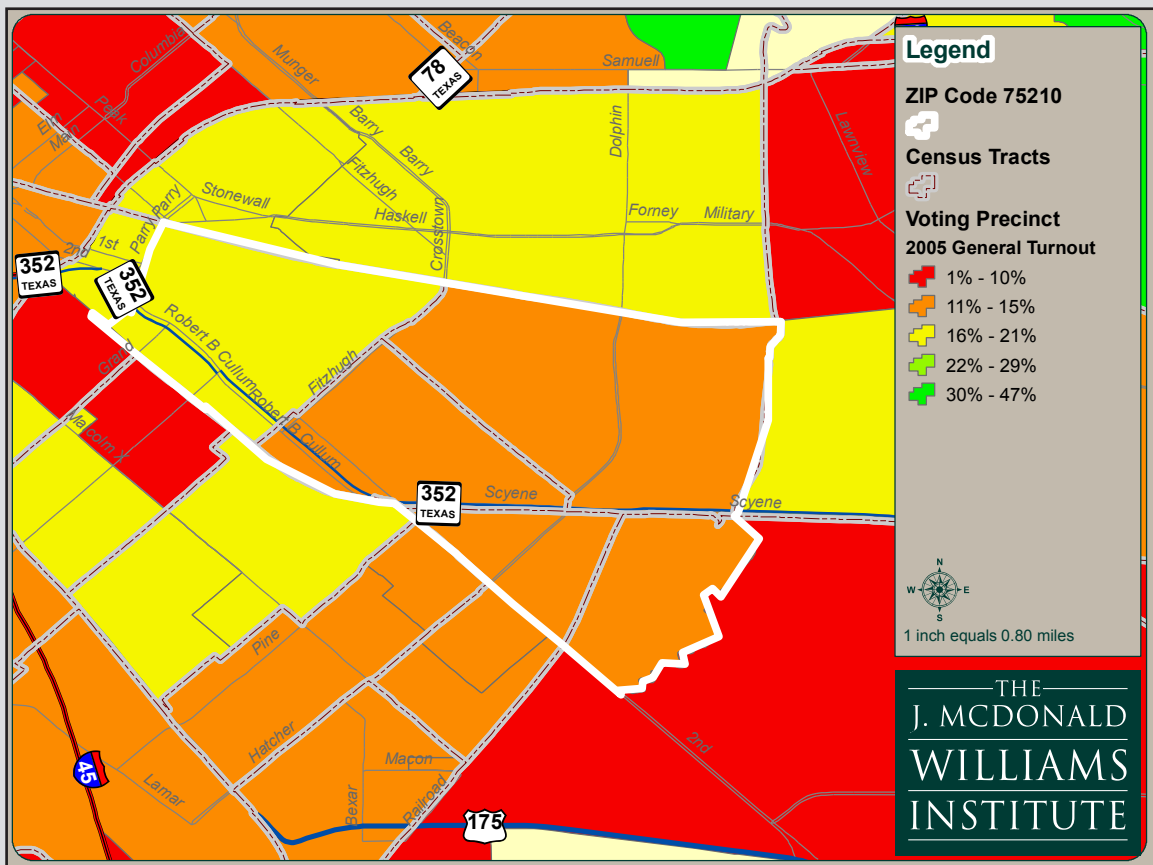 Columbia
Munger
Beacon
78
TEXAS
Samuell
Elm
Peak
Main
Barry
Barry
Fitzhugh
Dolphin
Lawnview
Stonewall
Haskell
Forney
Military
Parry
Parry
1st
2nd
Crosstown
352
TEXAS
352
TEXAS
Robert B Cullum
Robert B Cullum
Robert B Cullum
Grand
Fitzhugh
Malcolm X
352
TEXAS
Scyene
Scyene
Pine
Hatcher
Macon
Lamar
Bexar
Railroad
2nd
45
175
Legend
ZIP Code 75210
Census Tracts
Voting Precinct
2005 General Turnout
1% - 10%
11% - 15%
16% - 21%
22% - 29%
30% - 47%
N
W
E
S
1 inch equals 0.80 miles
THE
J. MCDONALD
WILLIAMS
INSTITUTE